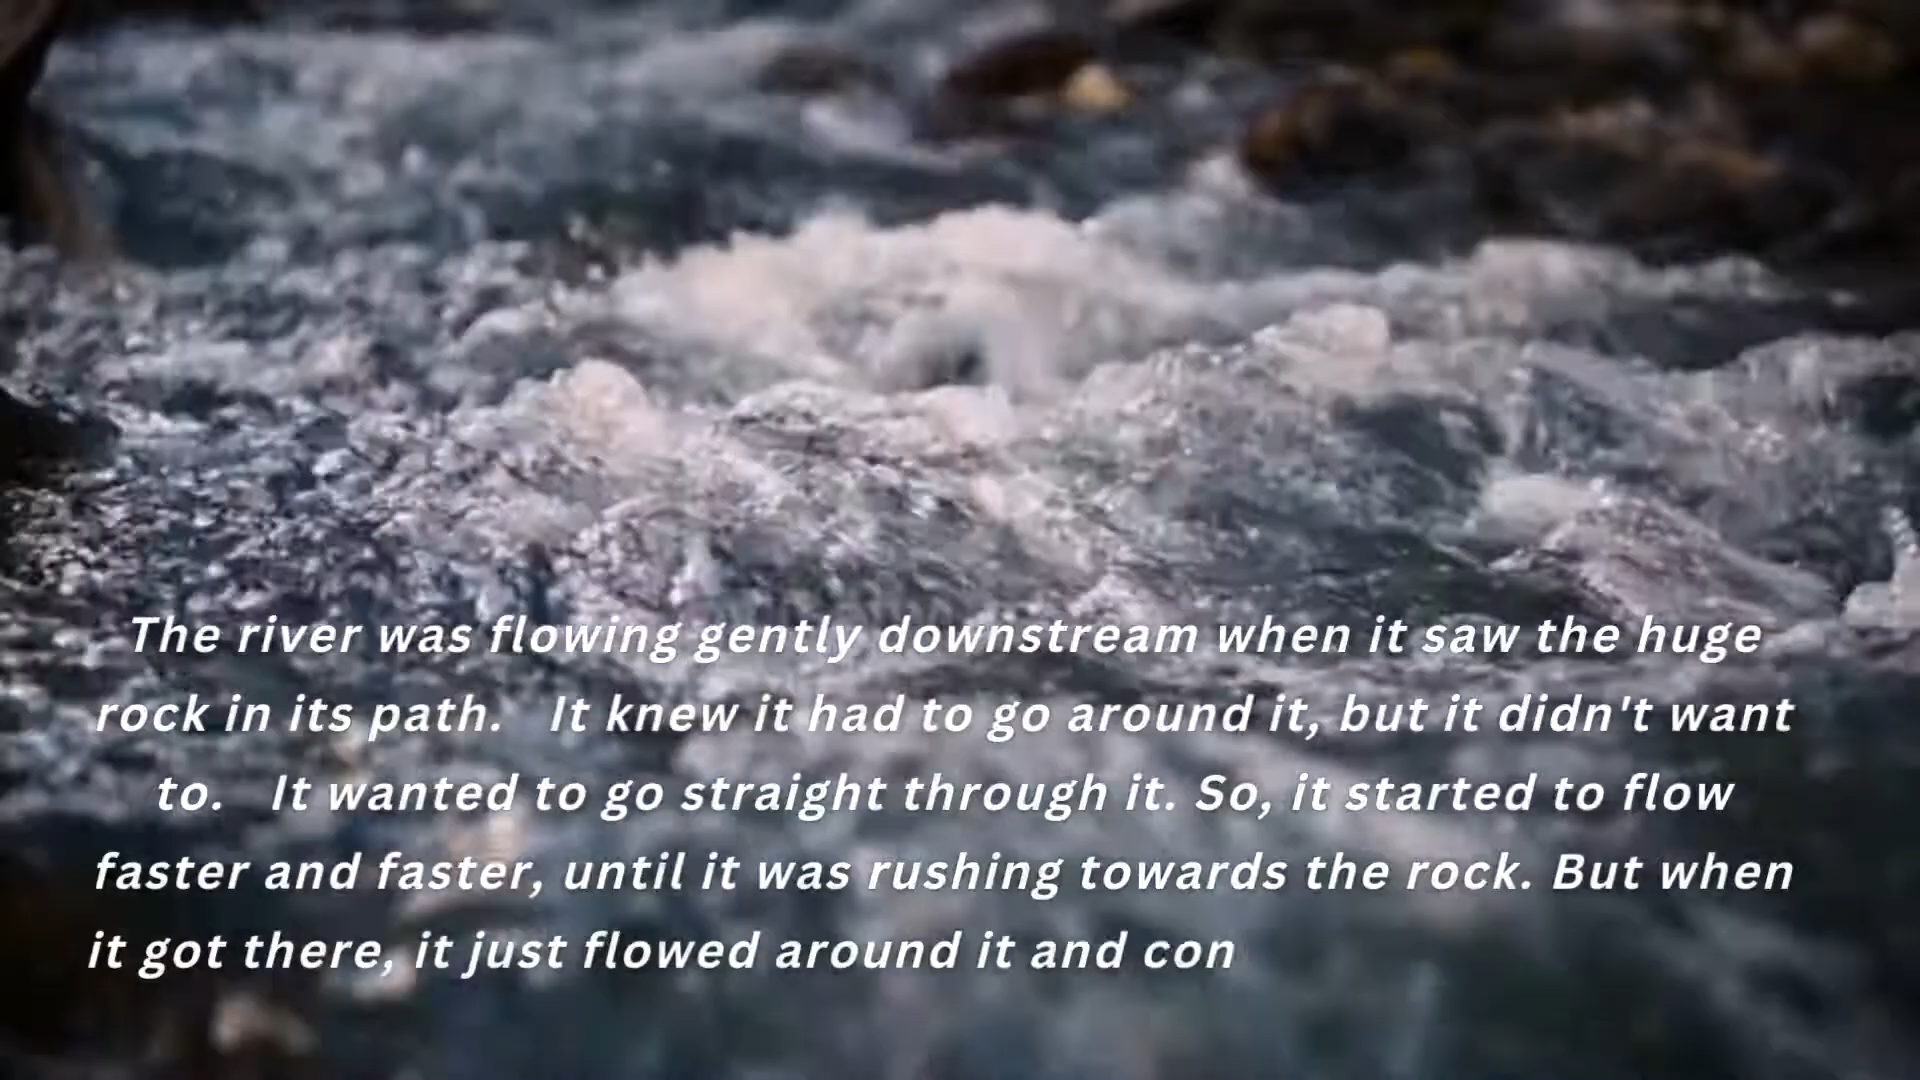 The river was flowing gently downstream when it saw the huge
rock in its path.   It knew it had to go around it, but it didn't want
to.   It wanted to go straight through it. So, it started to flow
faster and faster, until it was rushing towards the rock. But when
it got there, it just flowed around it and con